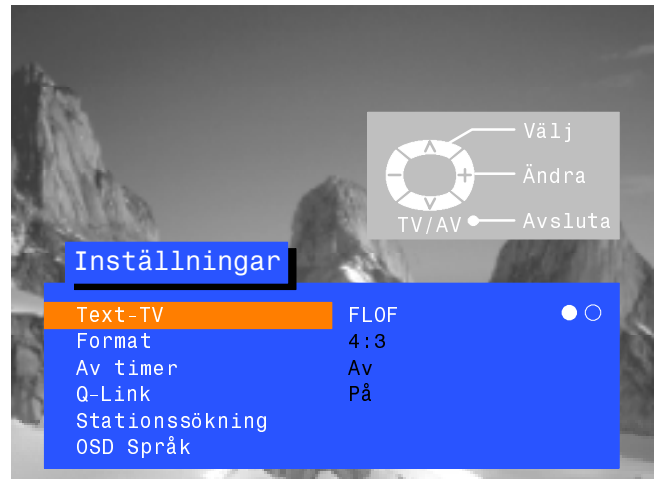 Välj
Ändra
TV/AV Avsluta
Inställningar
Text-TV FLOF
Format 4:3
Av timer Av
Q-Link På
Stationssökning
OSD Språk